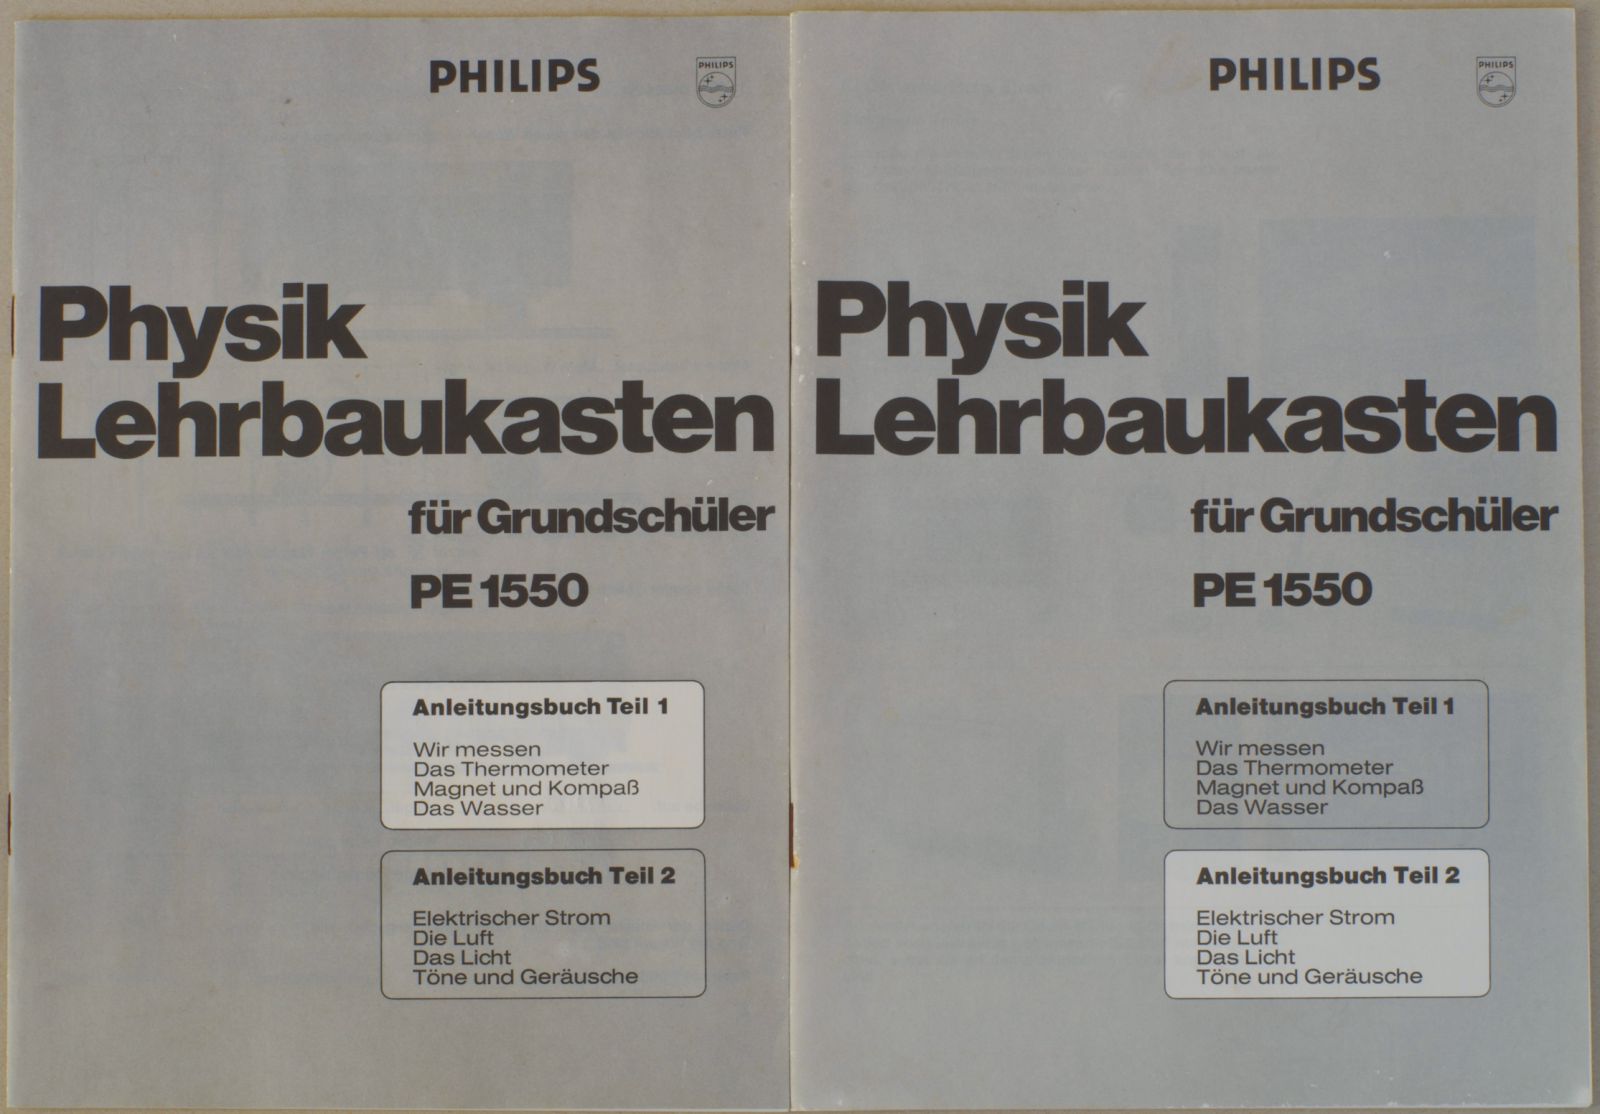 PHILIPS
PHILIPS
Physik
Lehrbaukasten
für Grundschüler
PE 1550
Anleitungsbuch Teil 1
Wir messen
Das Thermometer
Magnet und Kompaß
Das Wasser
Anleitungsbuch Teil 2
Elektrischer Strom
Die Luft
Das Licht
Töne und Geräusche
PHILIPS
PHILIPS
Physik
Lehrbaukasten
für Grundschüler
PE 1550
Anleitungsbuch Teil 1
Wir messen
Das Thermometer
Magnet und Kompaß
Das Wasser
Anleitungsbuch Teil 2
Elektrischer Strom
Die Luft
Das Licht
Töne und Geräusche